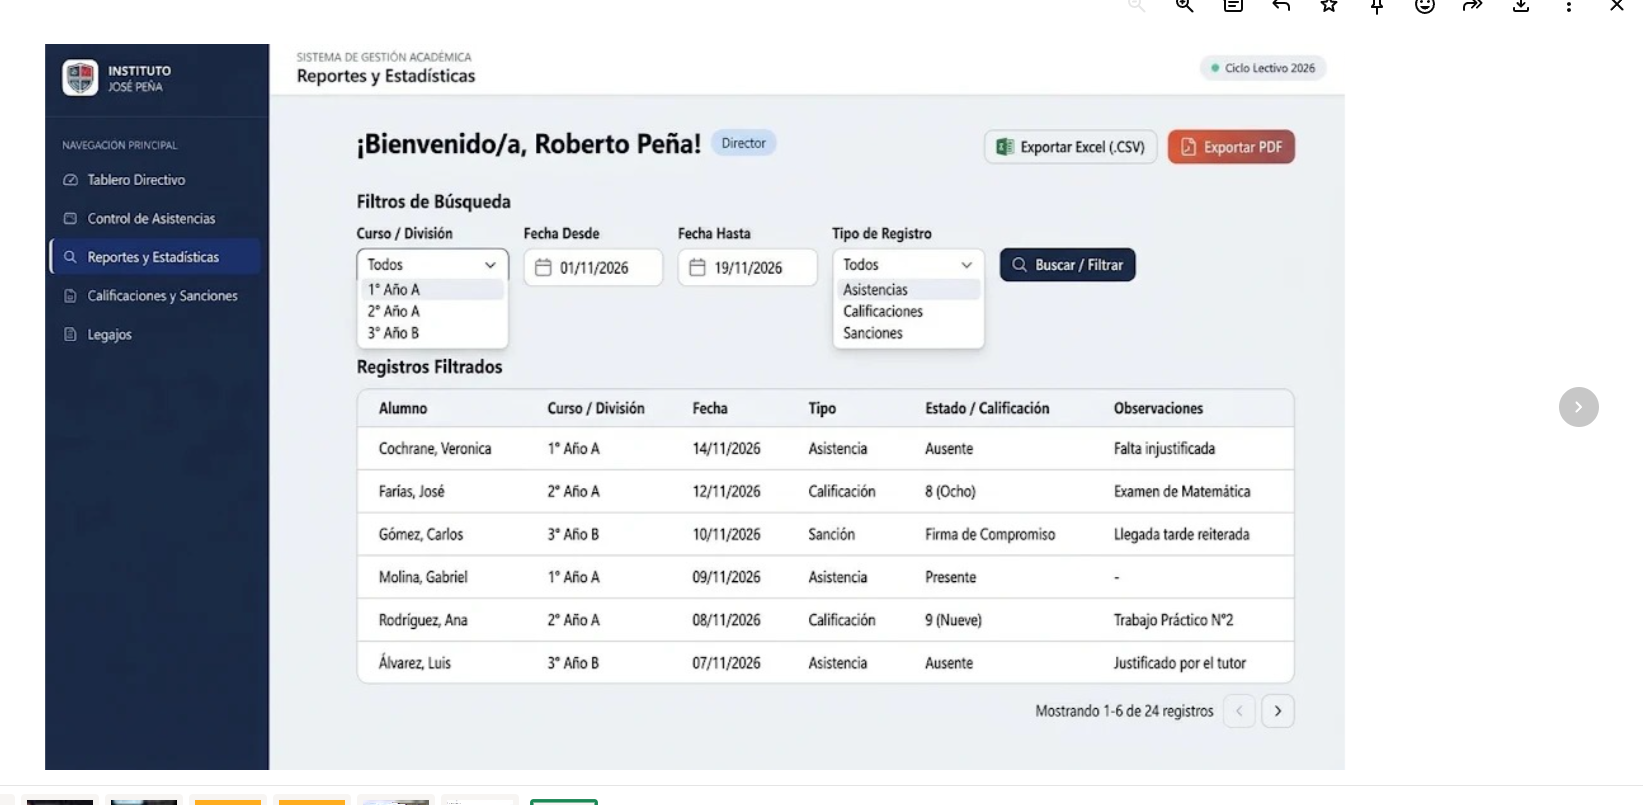 INSTITUTO
JOSÉ PEÑA
NAVEGACIÓN PRINCIPAL
Tablero Directivo
Control de Asistencias
Reportes y Estadísticas
Calificaciones y Sanciones
Legajos
SISTEMA DE GESTIÓN ACADÉMICA
Reportes y Estadísticas
Ciclo Lectivo 2026
¡Bienvenido/a, Roberto Peña! Director
Exportar Excel (.CSV) Exportar PDF
Filtros de Búsqueda
Curso / División Fecha Desde Fecha Hasta Tipo de Registro
Todos 01/11/2026 19/11/2026 Todos Buscar / Filtrar
1° Año A Asistencias
2° Año A Calificaciones
3° Año B Sanciones
Registros Filtrados
Alumno Curso / División Fecha Tipo Estado / Calificación Observaciones
Cochrane, Veronica 1° Año A 14/11/2026 Asistencia Ausente Falta injustificada
Farías, José 2° Año A 12/11/2026 Calificación 8 (Ocho) Examen de Matemática
Gómez, Carlos 3° Año B 10/11/2026 Sanción Firma de Compromiso Llegada tarde reiterada
Molina, Gabriel 1° Año A 09/11/2026 Asistencia Presente -
Rodríguez, Ana 2° Año A 08/11/2026 Calificación 9 (Nueve) Trabajo Práctico N°2
Álvarez, Luis 3° Año B 07/11/2026 Asistencia Ausente Justificado por el tutor
Mostrando 1-6 de 24 registros